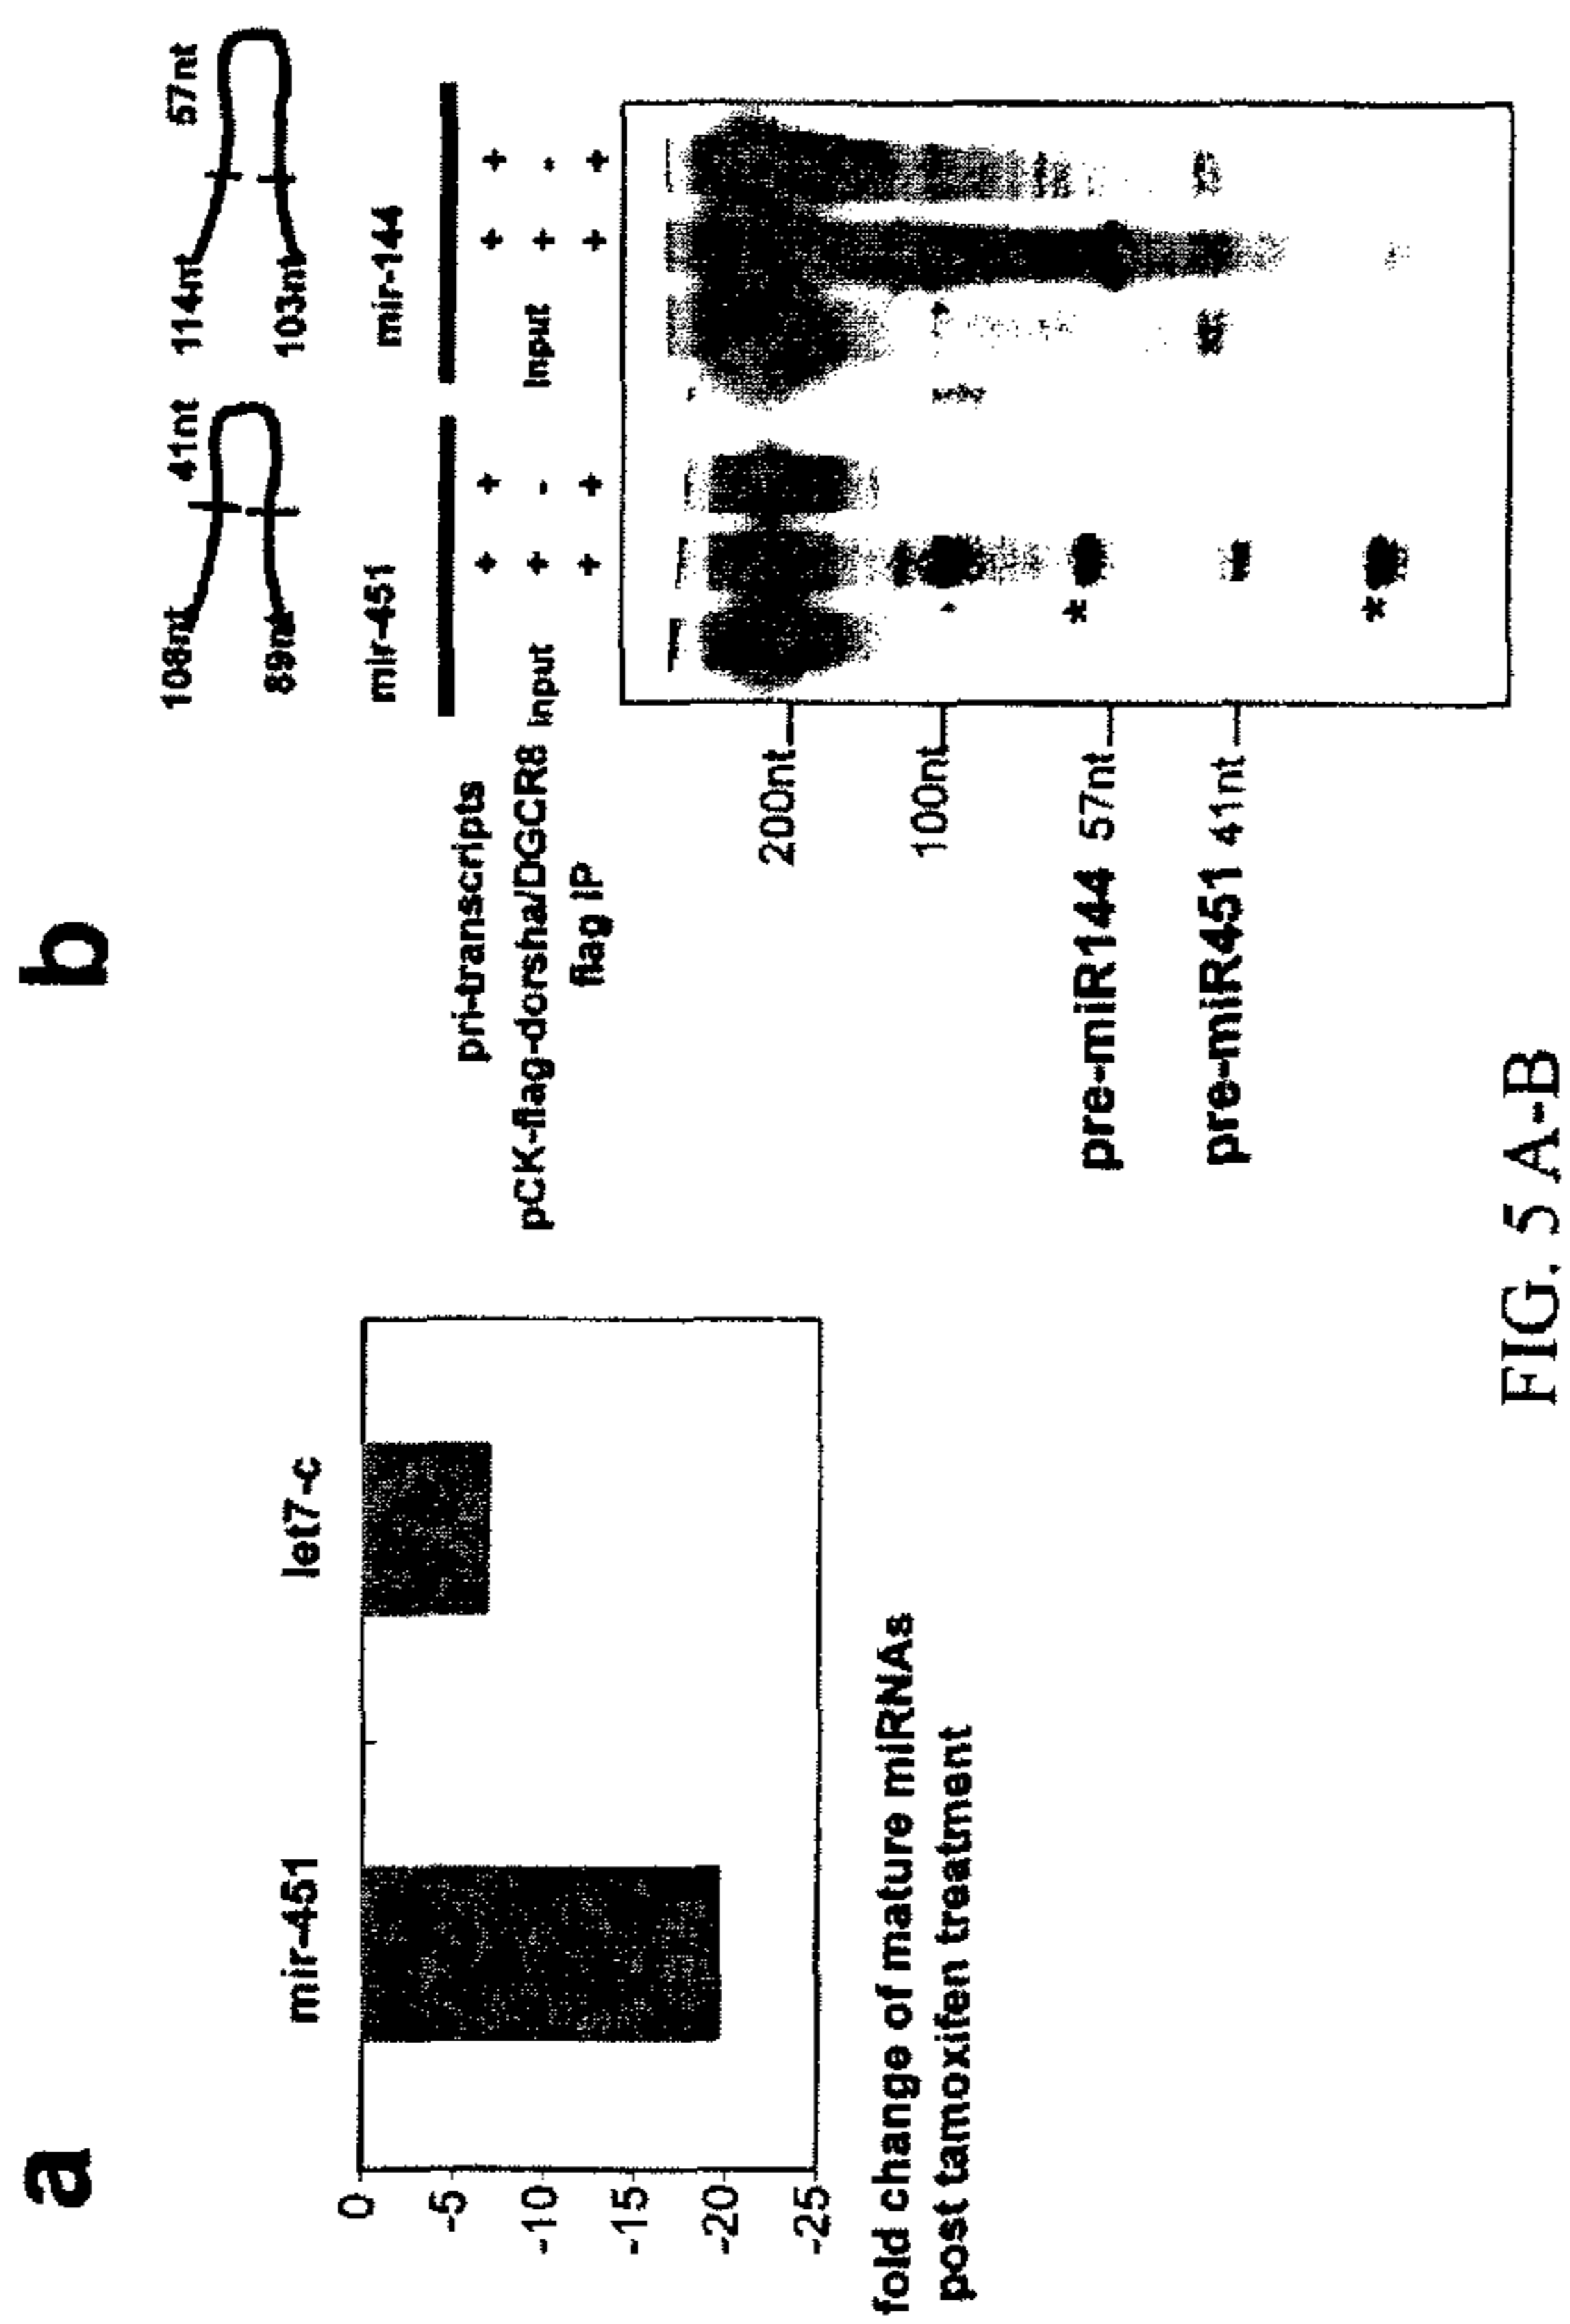 a
mir-451 let7-c
0
-5
-10
-15
-20
-25
fold change of mature miRNAs
post tamoxifen treatment
b
108nt 41nt
89nt
114nt 57nt
103nt
mir-451 mir-144
pri-transcripts + + + +
pCK-flag-dorsha/DGCR8 Input + - Input + -
flag IP + + + +
200nt
100nt
pre-miR144 57nt
pre-miR451 41nt
*
*
FIG. 5 A-B